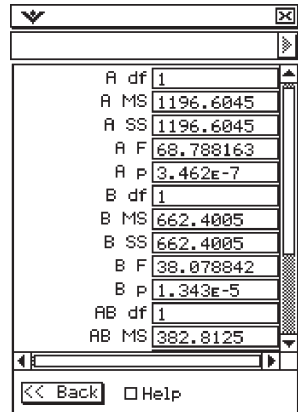 A df 1
A MS 1196.6045
A SS 1196.6045
A F 68.788163
A p 3.462E-7
B df 1
B MS 662.4005
B SS 662.4005
B F 38.078842
B p 1.343E-5
AB df 1
AB MS 382.8125
<< Back Help